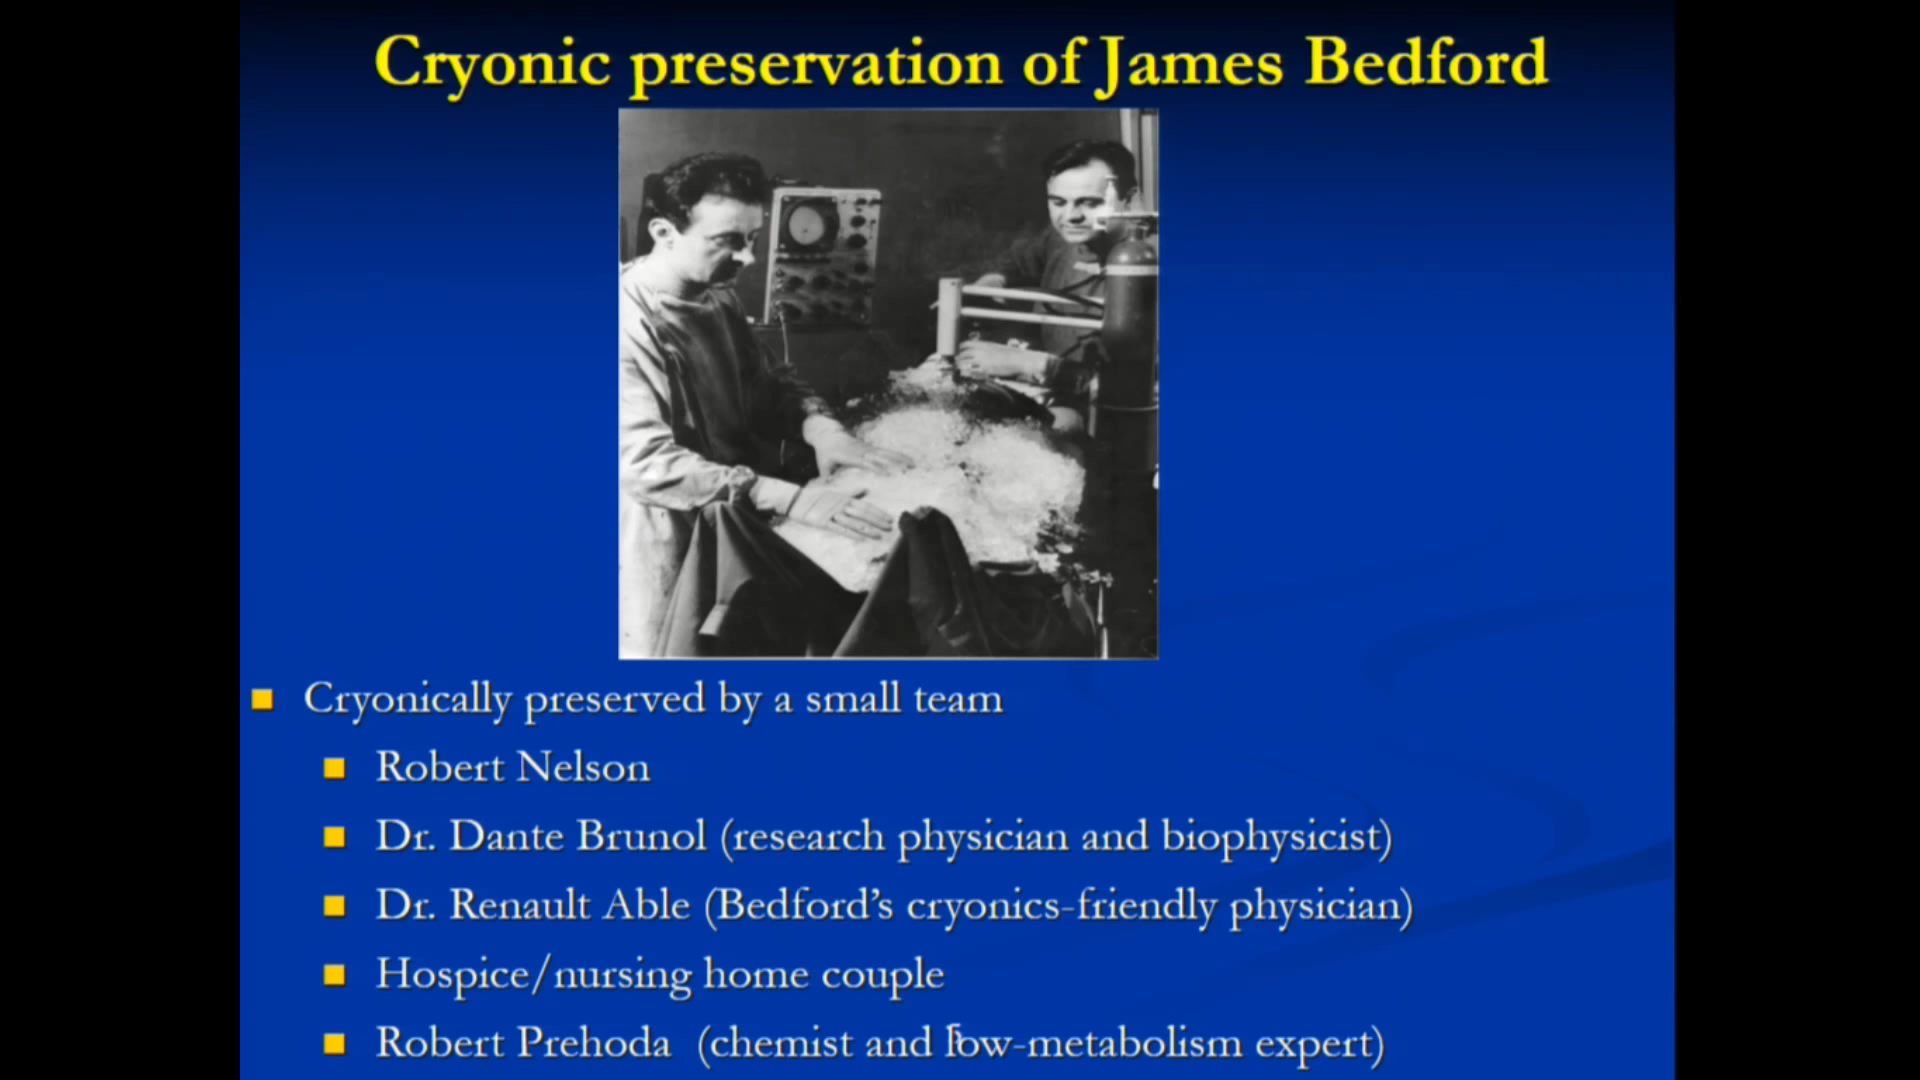 Cryonic preservation of James Bedford
Cryonically preserved by a small team
Robert Nelson
Dr. Dante Brunol (research physician and biophysicist)
Dr. Renault Able (Bedford’s cryonics-friendly physician)
Hospice/nursing home couple
Robert Prehoda (chemist and low-metabolism expert)